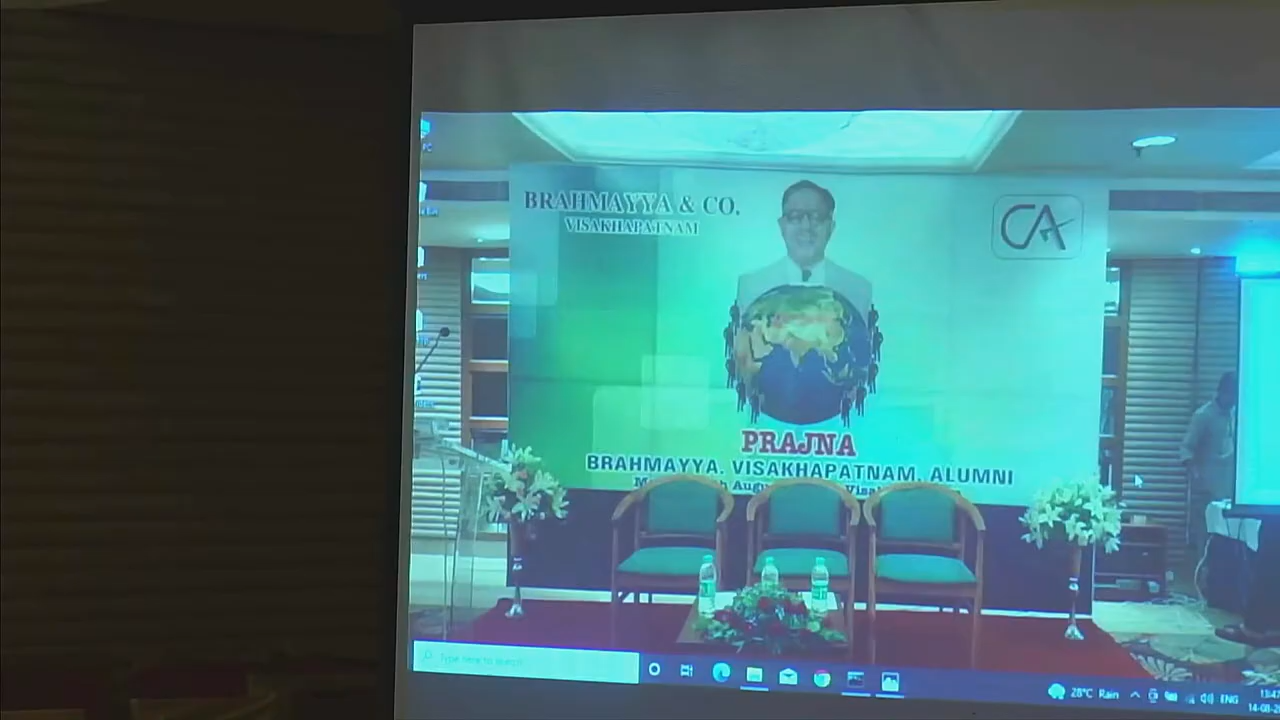 BRAHMAYYA & CO.
VISAKHAPATNAM
CA
PRAJNA
BRAHMAYYA. VISAKHAPATNAM. ALUMNI
Type here to search
28°C Rain
ENG